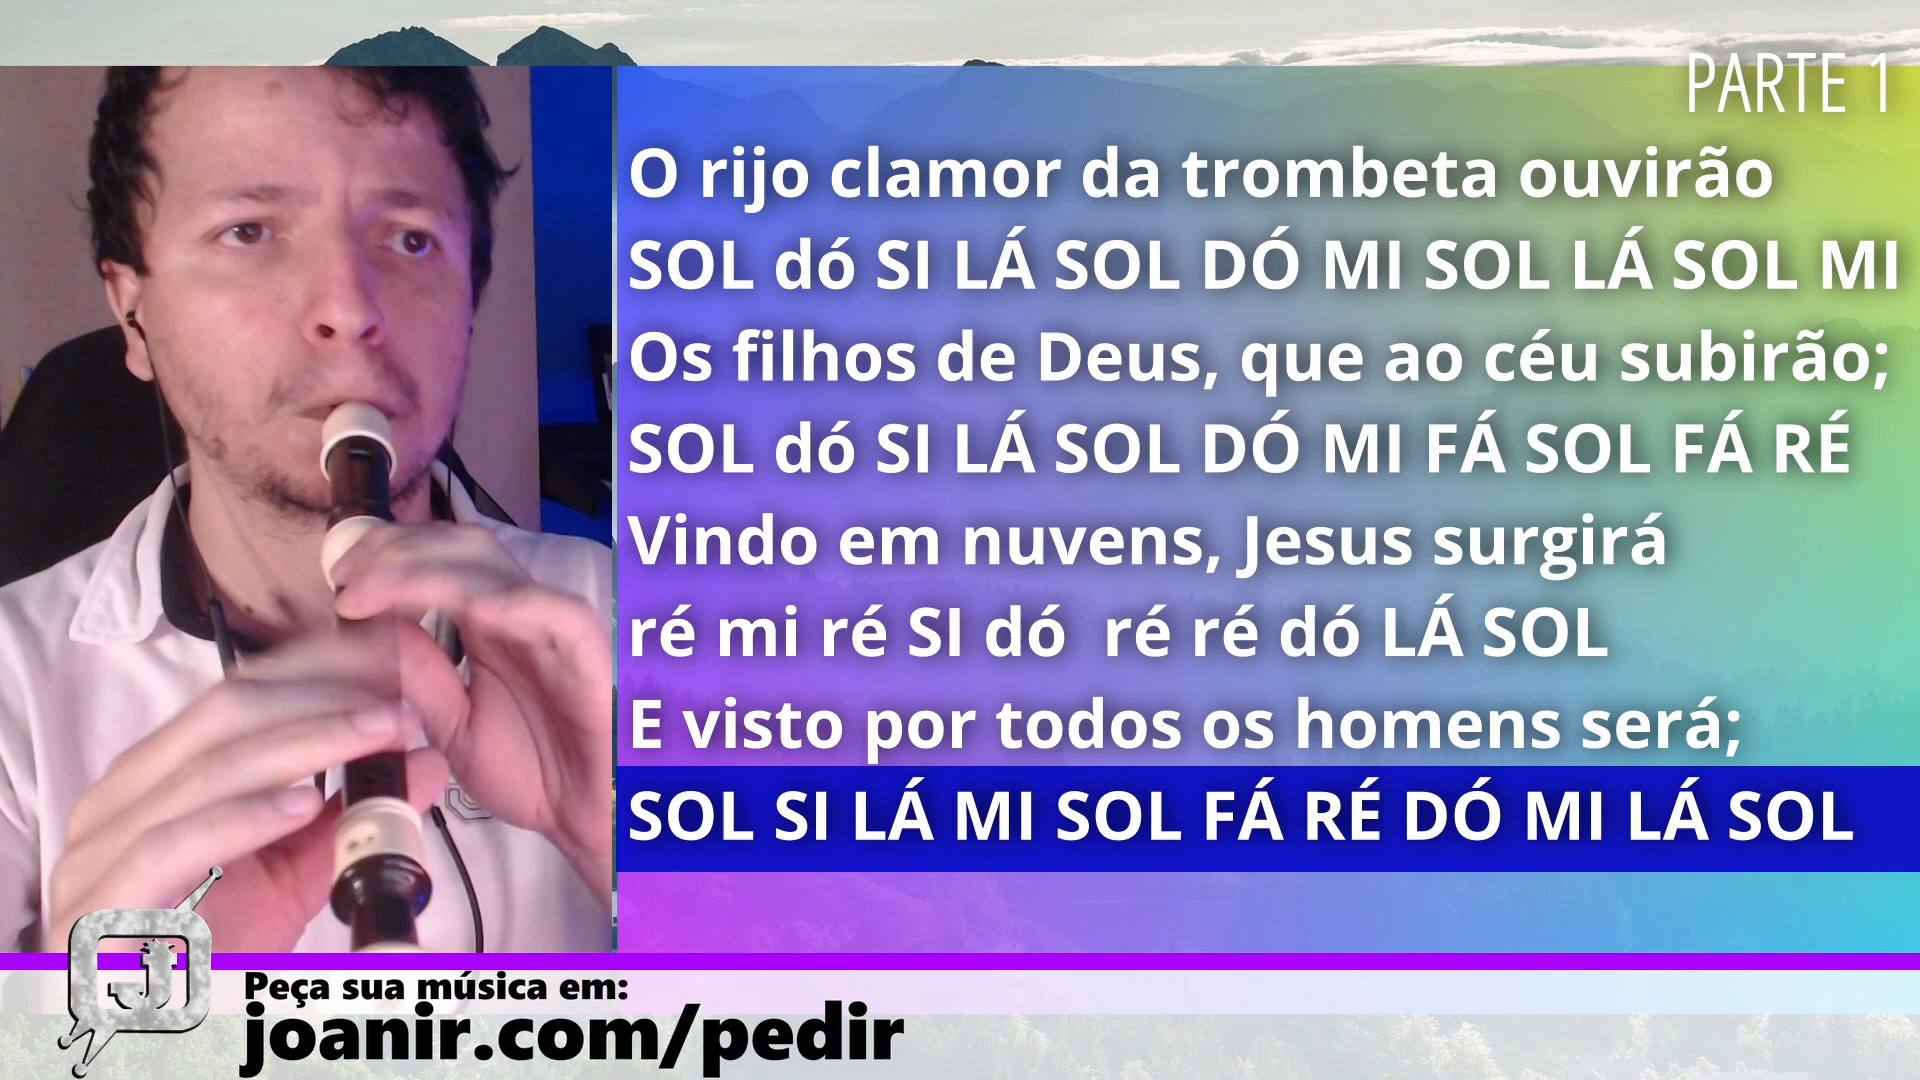 PARTE 1
O rijo clamor da trombeta ouvirão
SOL dó SI LÁ SOL DÓ MI SOL LÁ SOL MI
Os filhos de Deus, que ao céu subirão;
SOL dó SI LÁ SOL DÓ MI FÁ SOL FÁ RÉ
Vindo em nuvens, Jesus surgirá
ré mi ré SI dó  ré ré dó LÁ SOL
E visto por todos os homens será;
SOL SI LÁ MI SOL FÁ RÉ DÓ MI LÁ SOL
J
Peça sua música em:
joanir.com/pedir